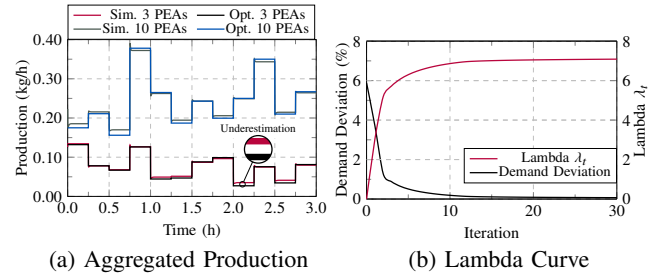 Sim. 3 PEAs Opt. 3 PEAs
Sim. 10 PEAs Opt. 10 PEAs
Production (kg/h)
0.40
0.30
0.20
0.10
0.00
Underestimation
0.0 0.5 1.0 1.5 2.0 2.5 3.0
Time (h)
(a) Aggregated Production
Demand Deviation (%)
8
6
4
2
0
Lambda λt
Demand Deviation
0 10 20 30
Iteration
8
6
4
2
0
Lambda λt
(b) Lambda Curve